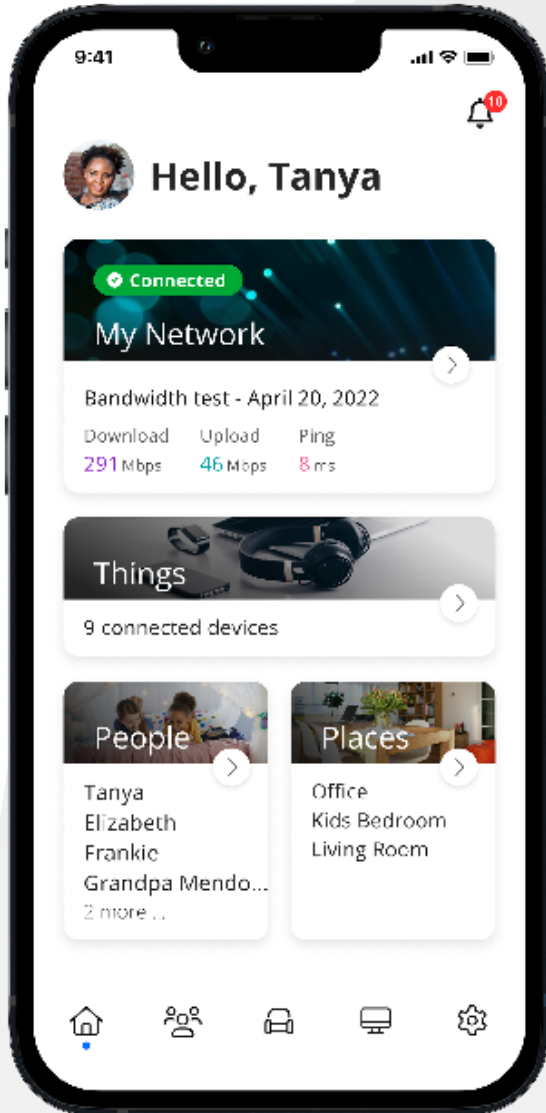 9:41
10
Hello, Tanya
Connected
My Network
Bandwidth test - April 20, 2022
Download Upload Ping
291 Mbps 46 Mbps 8 ms
Things
9 connected devices
People
Tanya
Elizabeth
Frankie
Grandpa Mendo...
2 more ...
Places
Office
Kids Bedroom
Living Room